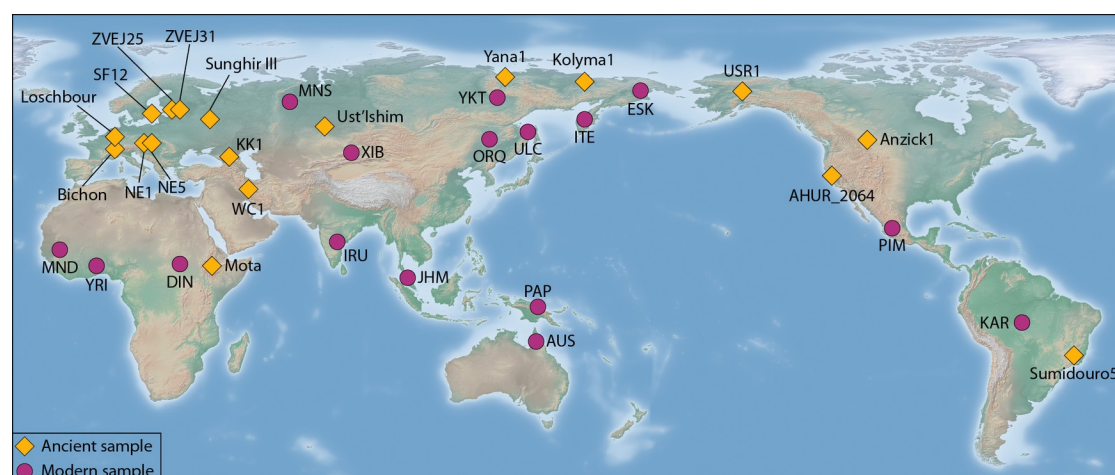 ZVEJ25
ZVEJ31
SF12
Sunghir III
Loschbour
MNS
Yana1
Kolyma1
YKT
ESK
USR1
Ust'Ishim
ITE
KK1
XIB
ORQ
ULC
Anzick1
Bichon
NE1
NE5
WC1
AHUR_2064
MND
YRI
DIN
Mota
IRU
JHM
PIM
PAP
AUS
KAR
Sumidouro5
Ancient sample
Modern sample